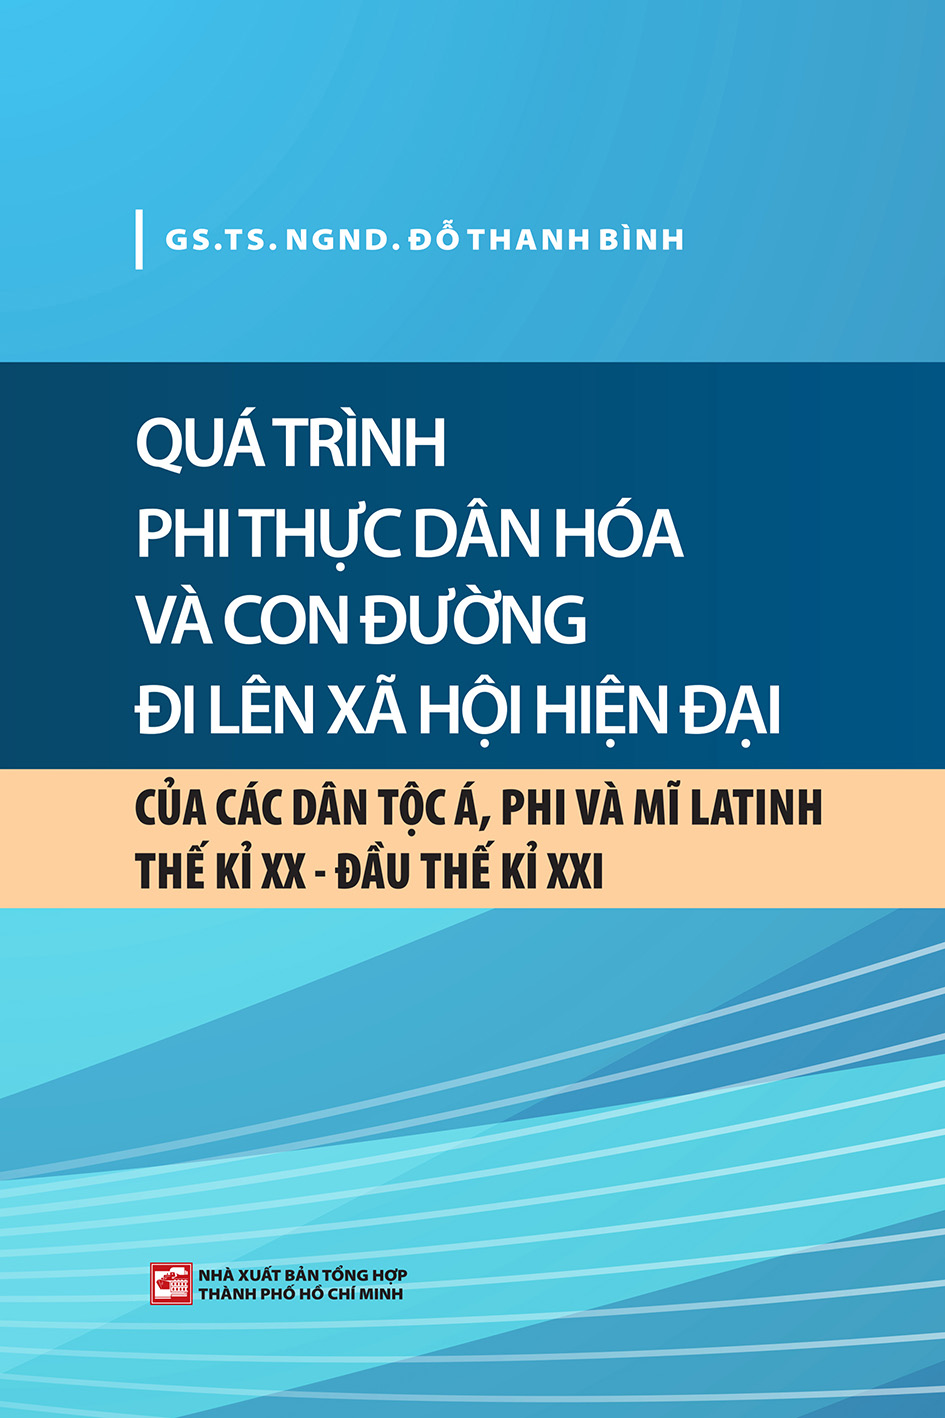 GS.TS. NGND. ĐỖ THANH BÌNH
QUÁ TRÌNH
PHI THỰC DÂN HÓA
VÀ CON ĐƯỜNG
ĐI LÊN XÃ HỘI HIỆN ĐẠI
CỦA CÁC DÂN TỘC Á, PHI VÀ MĨ LATINH
THẾ KỈ XX - ĐẦU THẾ KỈ XXI
NHÀ XUẤT BẢN TỔNG HỢP
THÀNH PHỐ HỒ CHÍ MINH